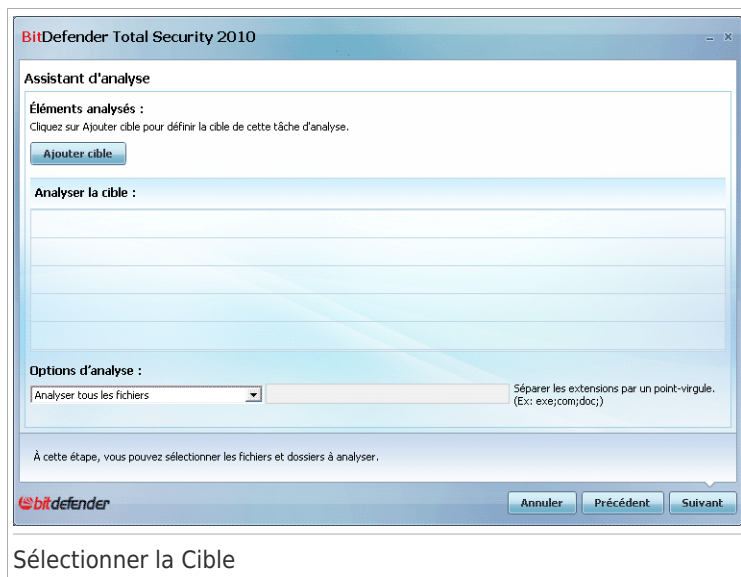 BitDefender Total Security 2010
Assistant d'analyse
Éléments analysés :
Cliquez sur Ajouter cible pour définir la cible de cette tâche d'analyse.
Ajouter cible
Analyser la cible :
Options d'analyse :
Analyser tous les fichiers
Séparer les extensions par un point-virgule.
(Ex: exe;com;doc;)
À cette étape, vous pouvez sélectionner les fichiers et dossiers à analyser.
bitdefender
Annuler
Précédent
Suivant
Sélectionner la Cible